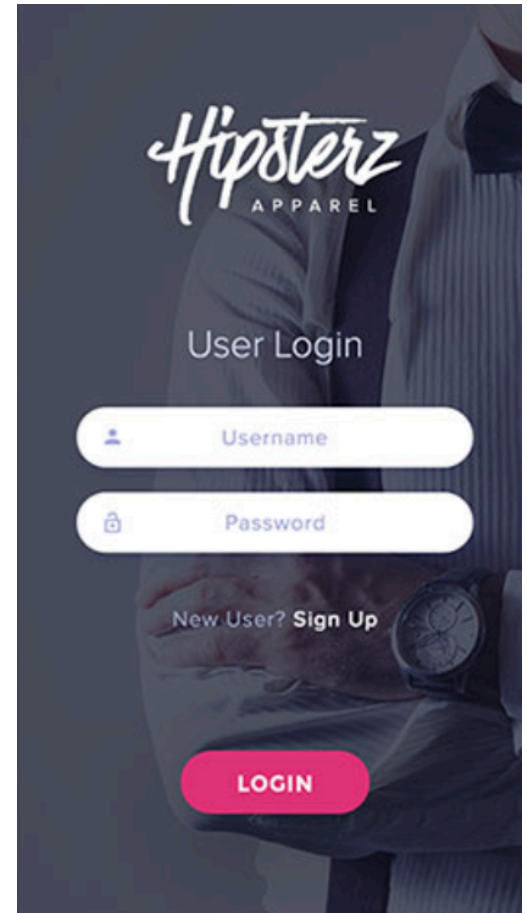 Hipsterz
APPAREL
User Login
Username
Password
New User? Sign Up
LOGIN